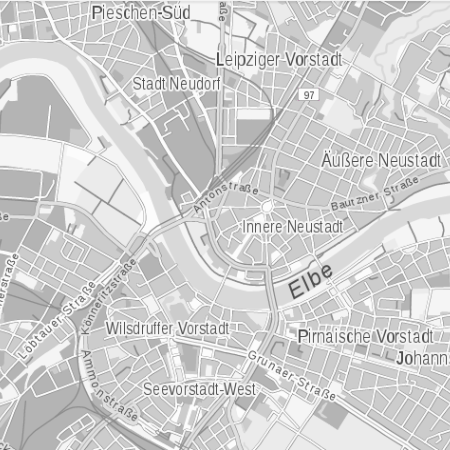 Pieschen-Süd
Leipziger Vorstadt
Stadt Neudorf
97
Äußere Neustadt
Antonstraße
Bautzner Straße
Innere Neustadt
Elbe
Löbtauer Straße
Könneritzstraße
Wilsdruffer Vorstadt
Pirnaische Vorstadt
Johanns
Grunaer Straße
Ammonstraße
Seevorstadt-West